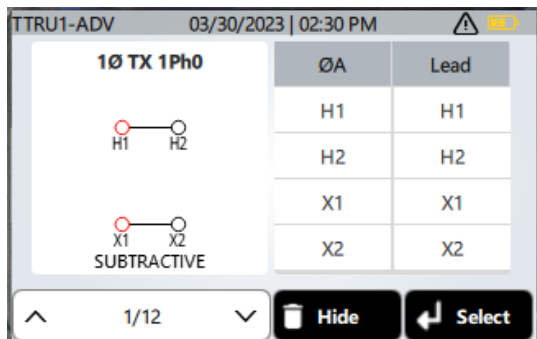 TTRU1-ADV 03/30/2023 | 02:30 PM
1Ø TX 1Ph0 ØA Lead
H1 H2
H1 H1
H2 H2
X1 X1
X1 X2
SUBTRACTIVE
X2 X2
1/12 Hide Select